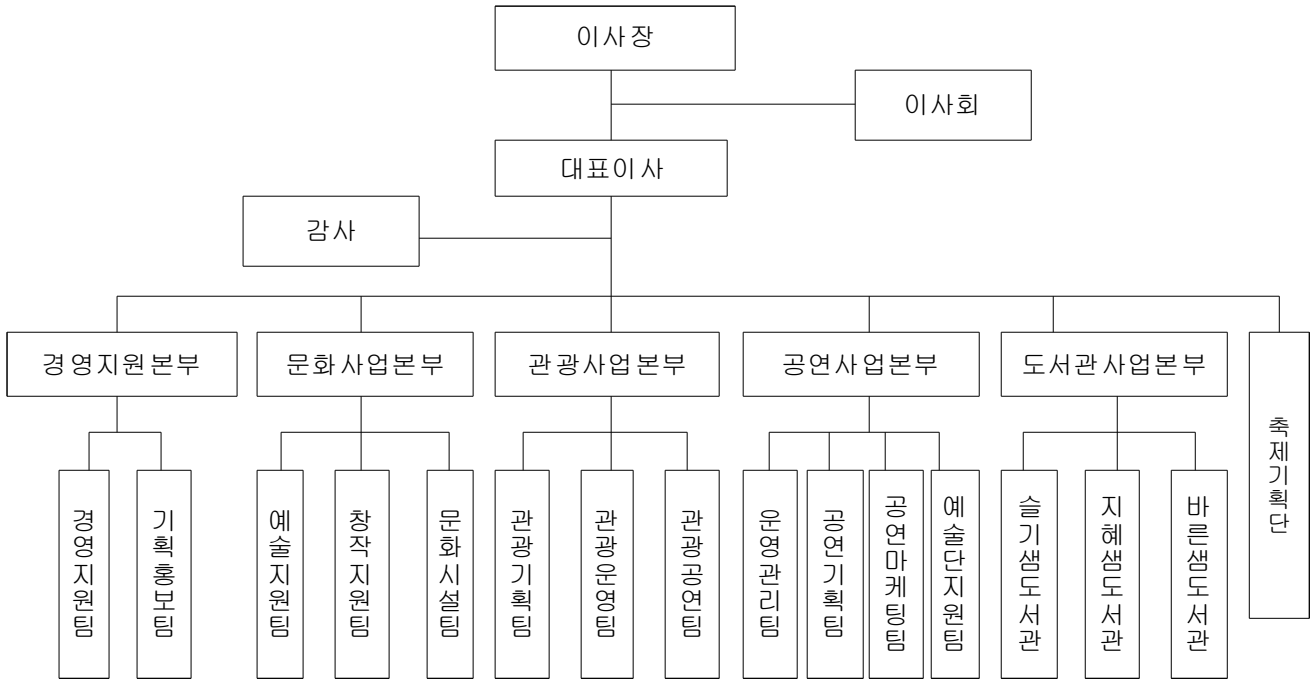 이사장
이사회
대표이사
감사
경영지원본부
문화사업본부
관광사업본부
공연사업본부
도서관사업본부
축제기획단
경영지원팀
기획홍보팀
예술지원팀
창작지원팀
문화시설팀
관광기획팀
관광운영팀
관광공연팀
운영관리팀
공연기획팀
공연마케팅팀
예술단지원팀
슬기샘도서관
지혜샘도서관
바른샘도서관